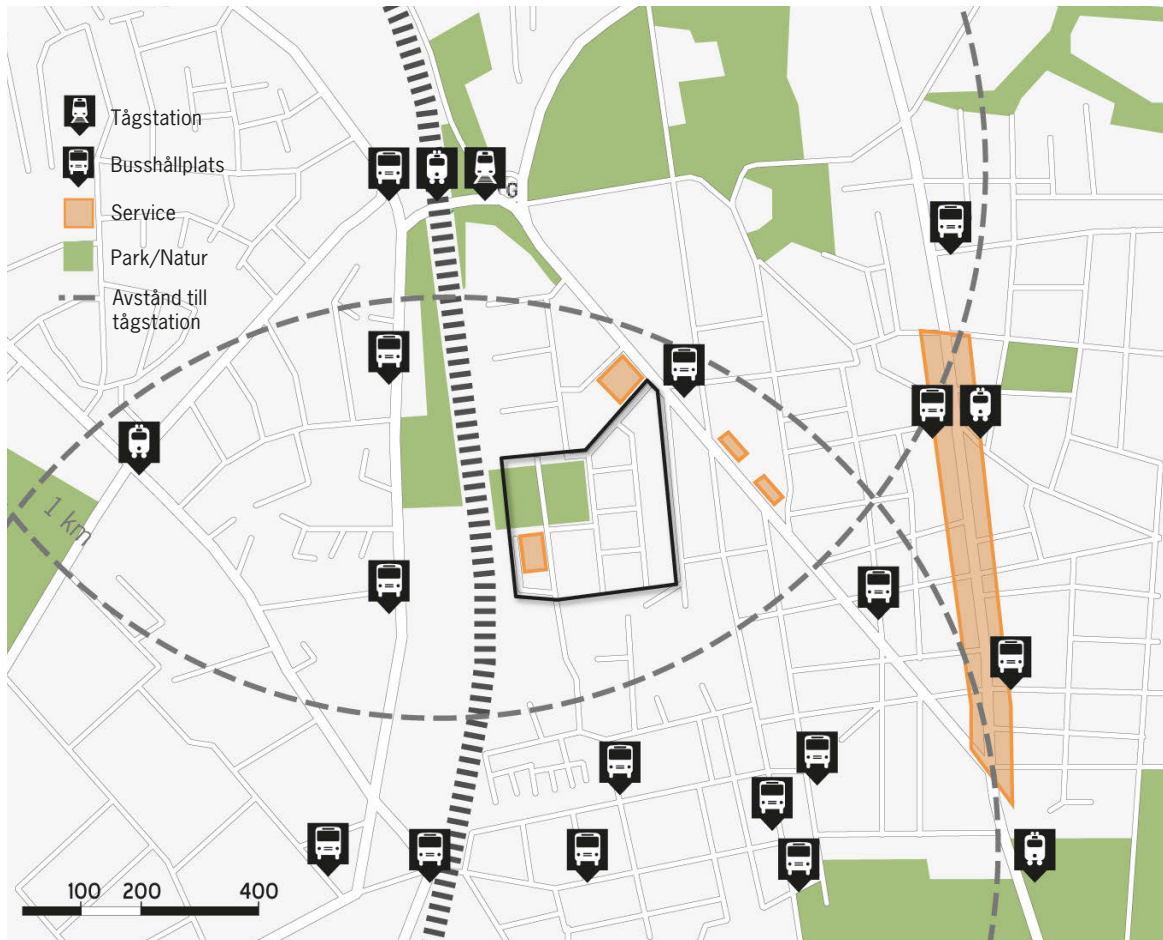 Tågstation
Busshållplats
Service
Park/Natur
Avstånd till
tågstation
G
1 km
100 200 400